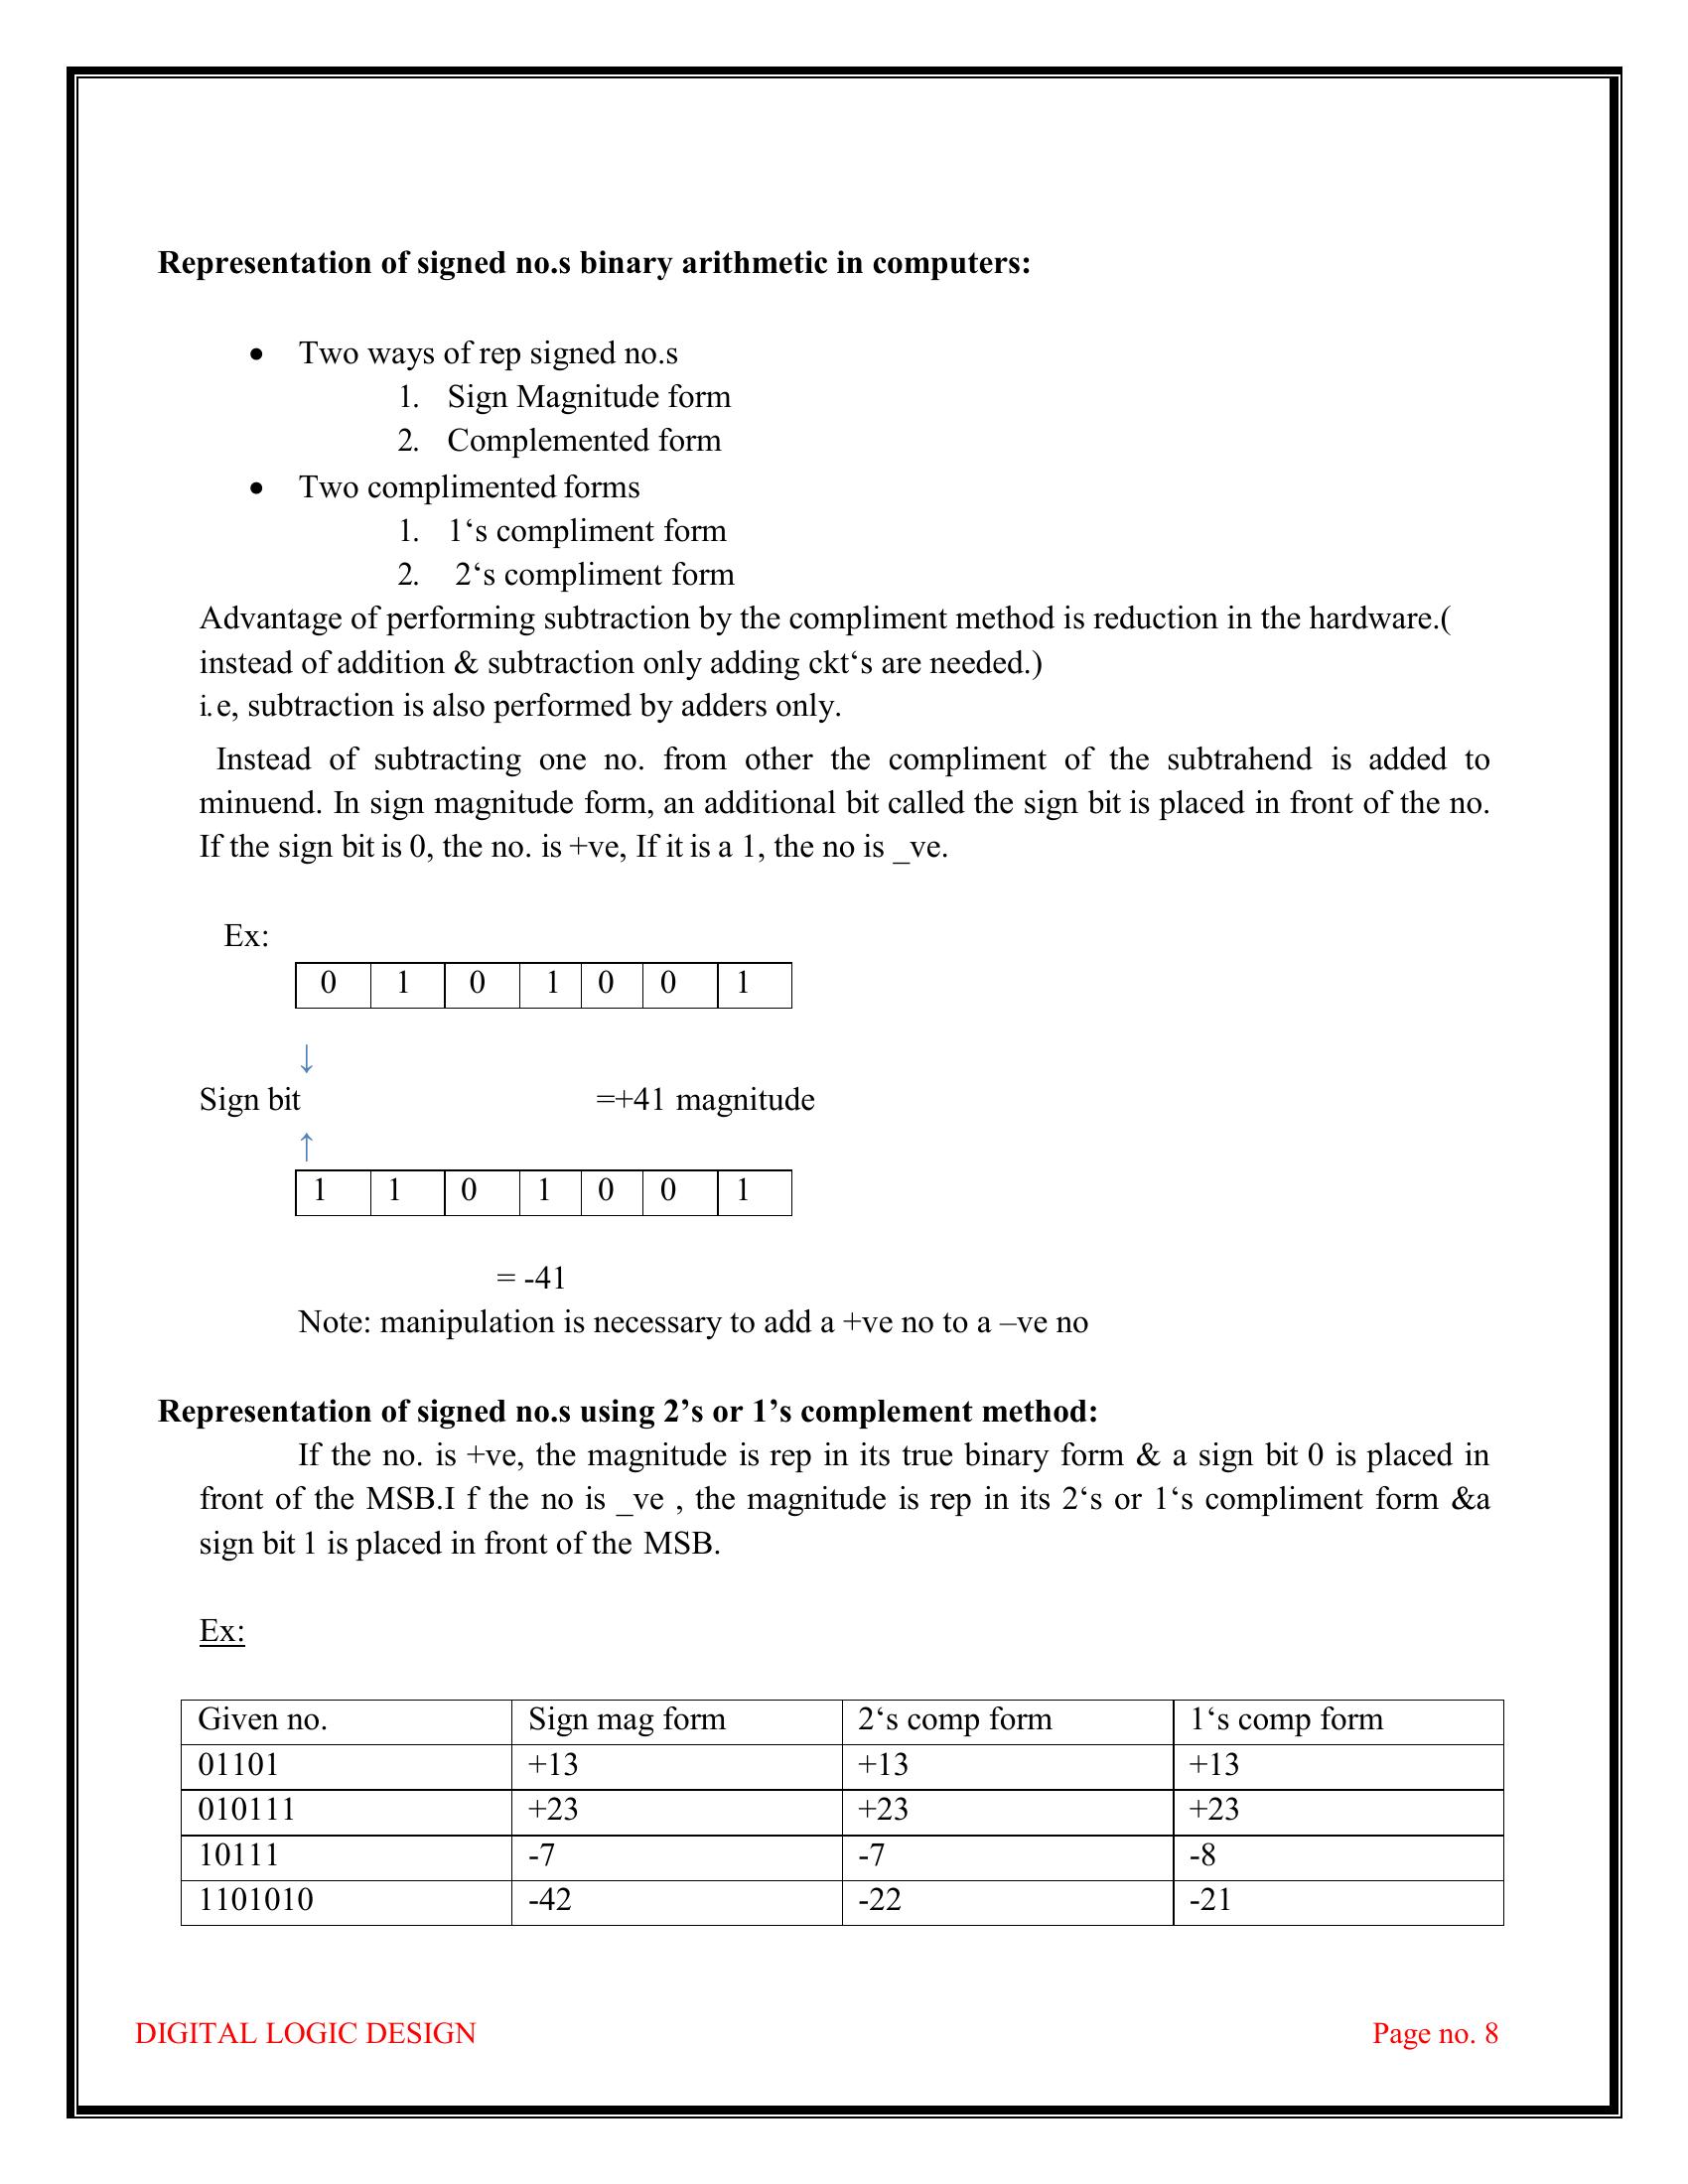 Representation of signed no.s binary arithmetic in computers:
• Two ways of rep signed no.s
1. Sign Magnitude form
2. Complemented form
• Two complimented forms
1. 1‘s compliment form
2. 2‘s compliment form
Advantage of performing subtraction by the compliment method is reduction in the hardware.(
instead of addition & subtraction only adding ckt‘s are needed.)
i.e, subtraction is also performed by adders only.
Instead of subtracting one no. from other the compliment of the subtrahend is added to
minuend. In sign magnitude form, an additional bit called the sign bit is placed in front of the no.
If the sign bit is 0, the no. is +ve, If it is a 1, the no is _ve.
Ex:
0 1 0 1 0 0 1
↓
Sign bit =+41 magnitude
↑
1 1 0 1 0 0 1
= -41
Note: manipulation is necessary to add a +ve no to a –ve no
Representation of signed no.s using 2’s or 1’s complement method:
If the no. is +ve, the magnitude is rep in its true binary form & a sign bit 0 is placed in
front of the MSB.I f the no is _ve , the magnitude is rep in its 2‘s or 1‘s compliment form &a
sign bit 1 is placed in front of the MSB.
Ex:
Given no. Sign mag form 2‘s comp form 1‘s comp form
01101 +13 +13 +13
010111 +23 +23 +23
10111 -7 -7 -8
1101010 -42 -22 -21
DIGITAL LOGIC DESIGN Page no. 8